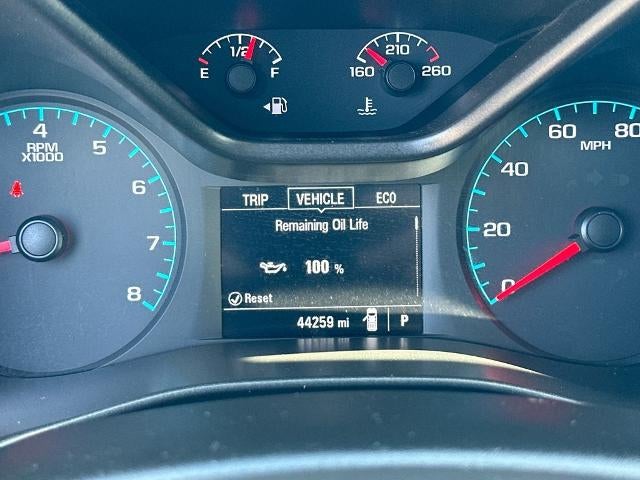 1/2
E F
210
160 260
4
5
6
7
8
RPM
X1000
TRIP VEHICLE ECO
Remaining Oil Life
100 %
Reset
44259 mi P
80
60
MPH
40
20
0